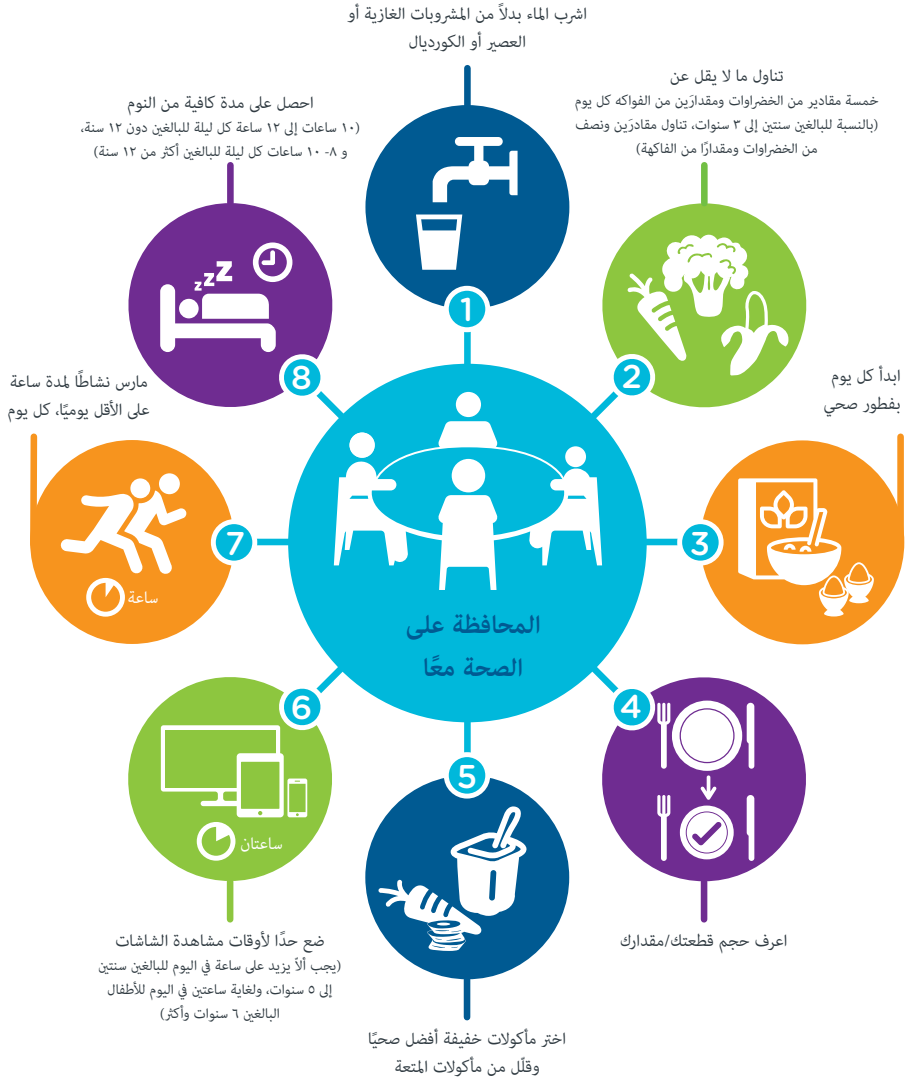 اشرب الماء بدلاً من المشروبات الغازية أو
العصير أو الكورديال
1
تناول ما لا يقل عن
خمسة مقادير من الخضراوات ومقدارَين من الفواكه كل يوم
(بالنسبة للبالغين سنتين إلى ٣ سنوات، تناول مقادَرين ونصف
من الخضراوات ومقدارًا من الفاكهة)
2
ابدأ كل يوم
بفطور صحي
3
اعرف حجم قطعتك/مقدارك
4
اختر مأكولات خفيفة أفضل صحيًا
وقلّل من مأكولات المتعة
5
ضع حدًا لأوقات مشاهدة الشاشات
(يجب ألاّ يزيد على ساعة في اليوم للبالغين سنتين
إلى ٥ سنوات، ولغاية ساعتين في اليوم للأطفال
البالغين ٦ سنوات وأكثر)
6
ساعتان
مارس نشاطًا لمدة ساعة
على الأقل يوميًا، كل يوم
7
ساعة
احصل على مدة كافية من النوم
(١٠ ساعات إلى ١٢ ساعة كل ليلة للبالغين دون ١٢ سنة،
و ٨- ١٠ ساعات كل ليلة للبالغين أكثر من ١٢ سنة)
8
zzZ
المحافظة على
الصحة معًا